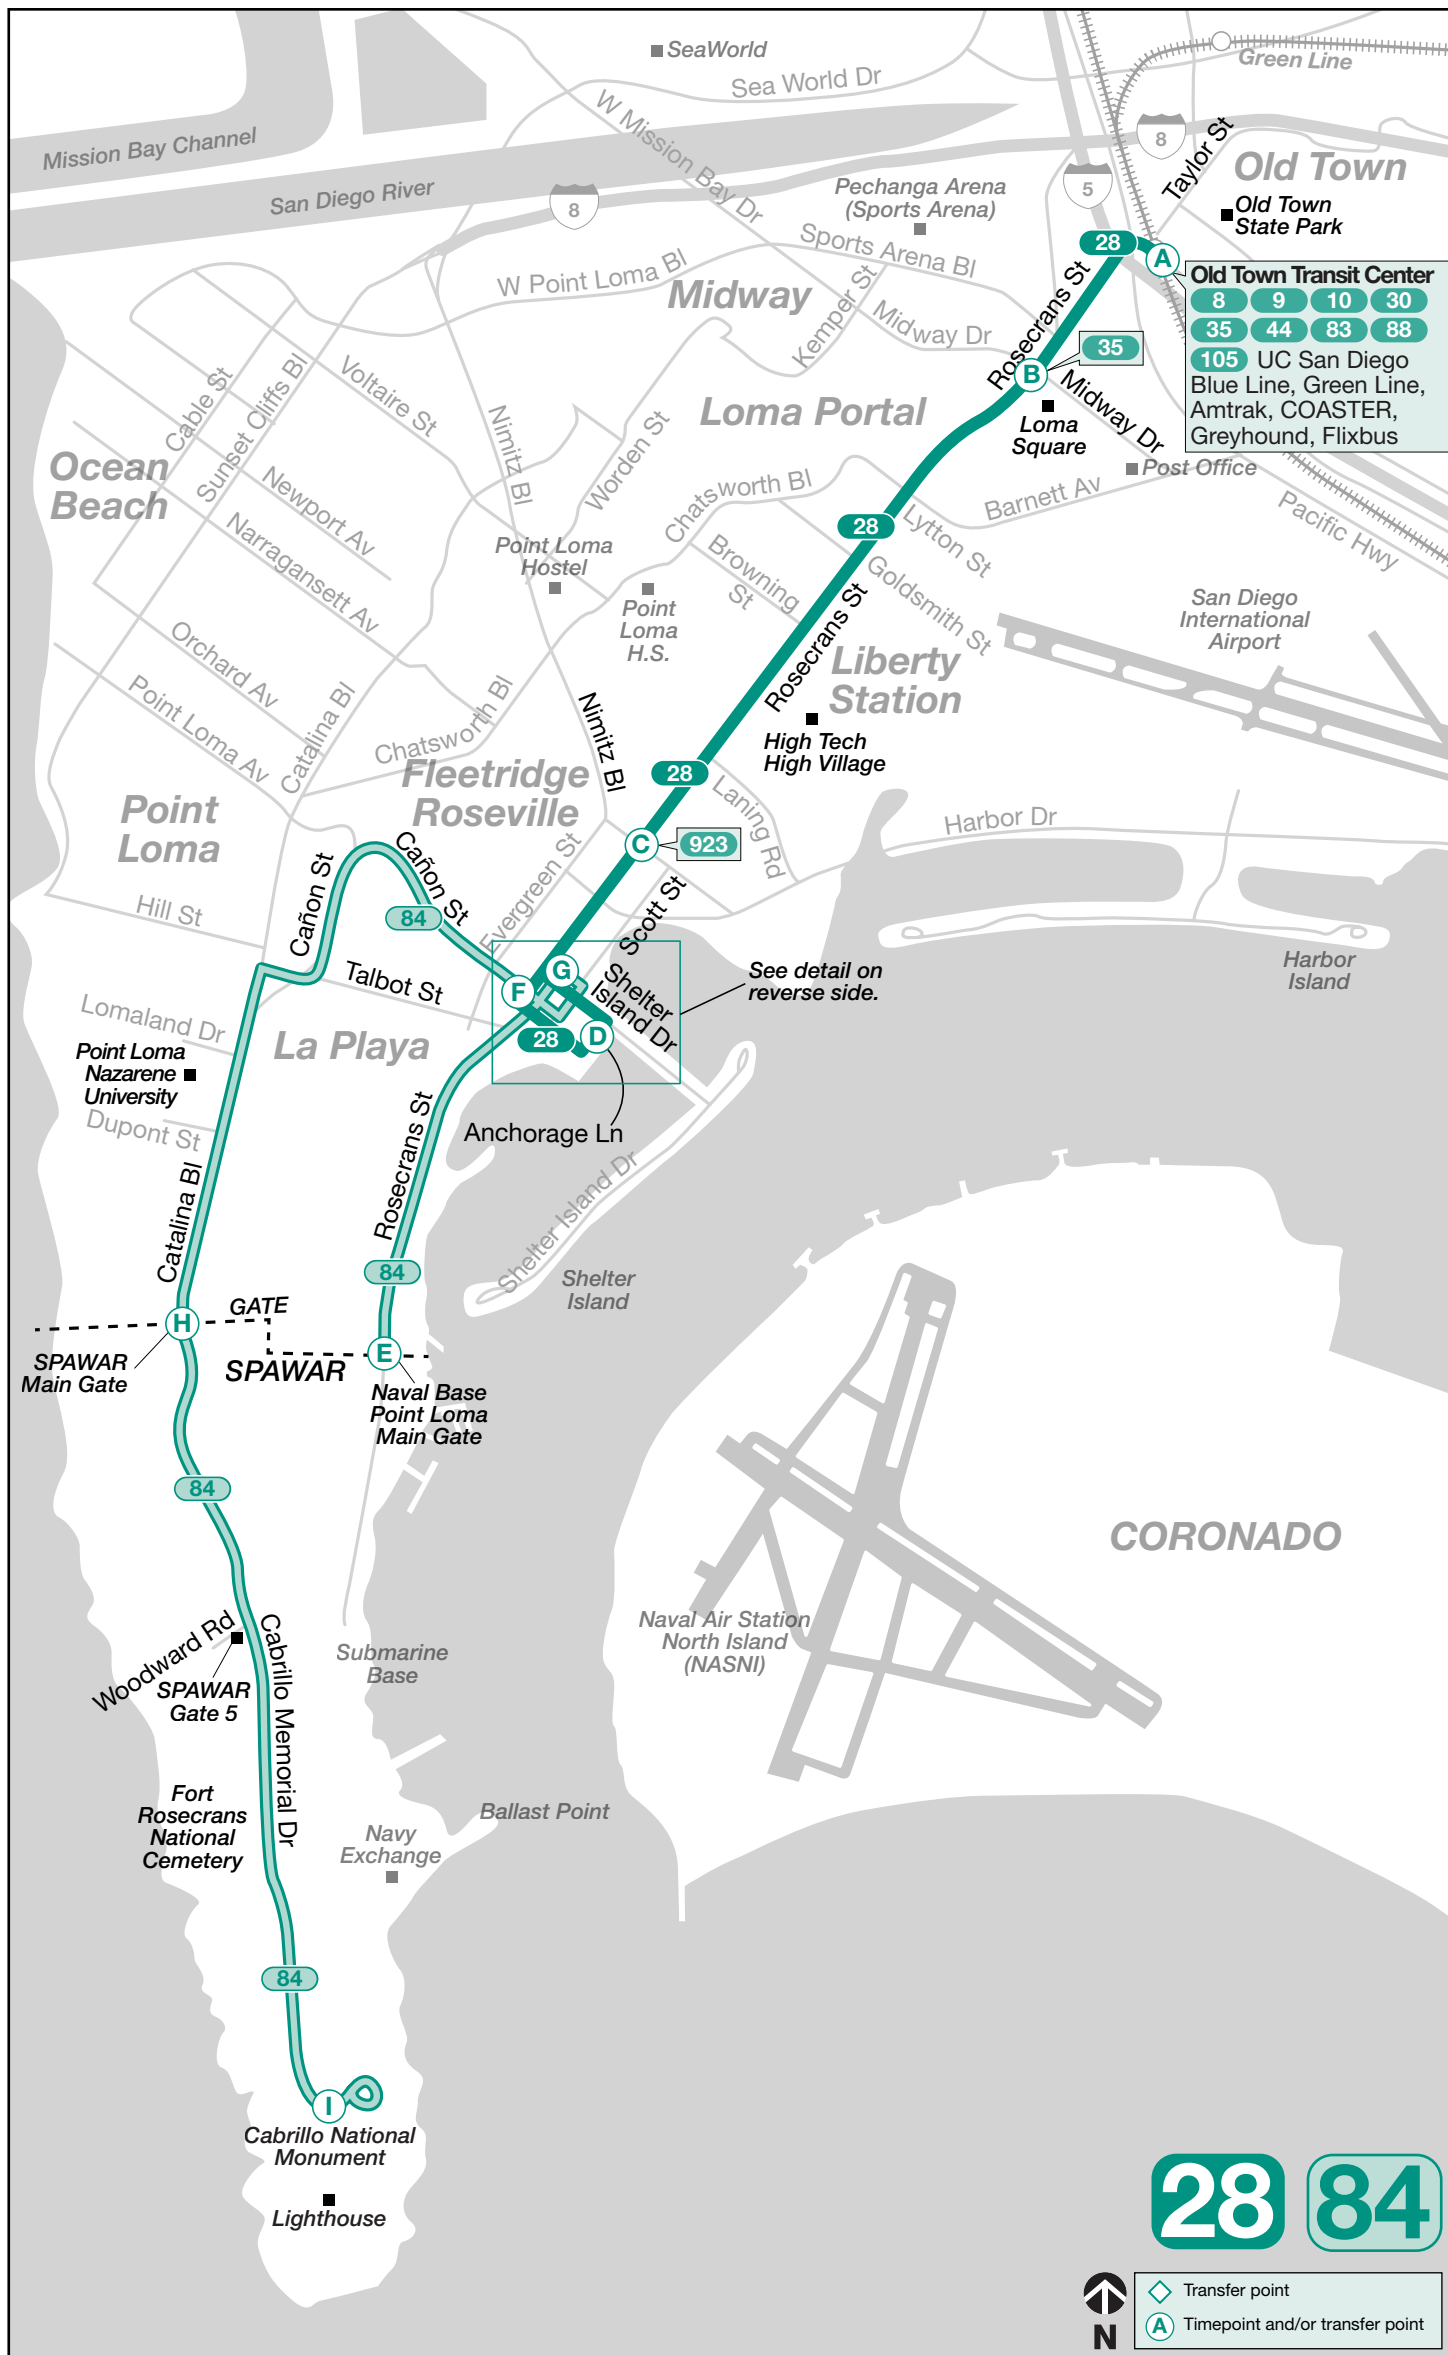 SeaWorld
Sea World Dr
Green Line
Mission Bay Channel
W Mission Bay Dr
San Diego River
8
8
5
Taylor St
Old Town
Old Town
State Park
Pechanga Arena
(Sports Arena)
Sports Arena Bl
W Point Loma Bl
Midway
Kemper St
Midway Dr
28
A
Old Town Transit Center
8 9 10 30
35 44 83 88
105 UC San Diego
Blue Line, Green Line,
Amtrak, COASTER,
Greyhound, Flixbus
Rosecrans St
35
B
Midway Dr
Loma
Square
Post Office
Barnett Av
Pacific Hwy
Cable St
Sunset Cliffs Bl
Voltaire St
Nimitz Bl
Loma Portal
Worden St
Chatsworth Bl
Ocean
Beach
Newport Av
Narragansett Av
Point Loma
Hostel
Point
Loma
H.S.
Browning
St
28
Lytton St
Goldsmith St
Rosecrans St
San Diego
International
Airport
Liberty
Station
High Tech
High Village
Orchard Av
Point Loma Av
Catalina Bl
Chatsworth Bl
Nimitz Bl
Fleetridge
Roseville
28
Laning Rd
Harbor Dr
Point
Loma
C
923
Cañon St
Cañon St
84
Evergreen St
Scott St
Hill St
Talbot St
F
G
Shelter
Island Dr
28
D
See detail on
reverse side.
Harbor
Island
Lomaland Dr
La Playa
Point Loma
Nazarene
University
Dupont St
Anchorage Ln
Rosecrans St
Shelter Island Dr
Catalina Bl
84
Shelter
Island
H
GATE
SPAWAR
Main Gate
SPAWAR
E
Naval Base
Point Loma
Main Gate
84
CORONADO
Naval Air Station
North Island
(NASNI)
Woodward Rd
SPAWAR
Gate 5
Cabrillo Memorial Dr
Submarine
Base
Fort
Rosecrans
National
Cemetery
Navy
Exchange
Ballast Point
84
I
Cabrillo National
Monument
Lighthouse
28 84
N
Transfer point
A Timepoint and/or transfer point